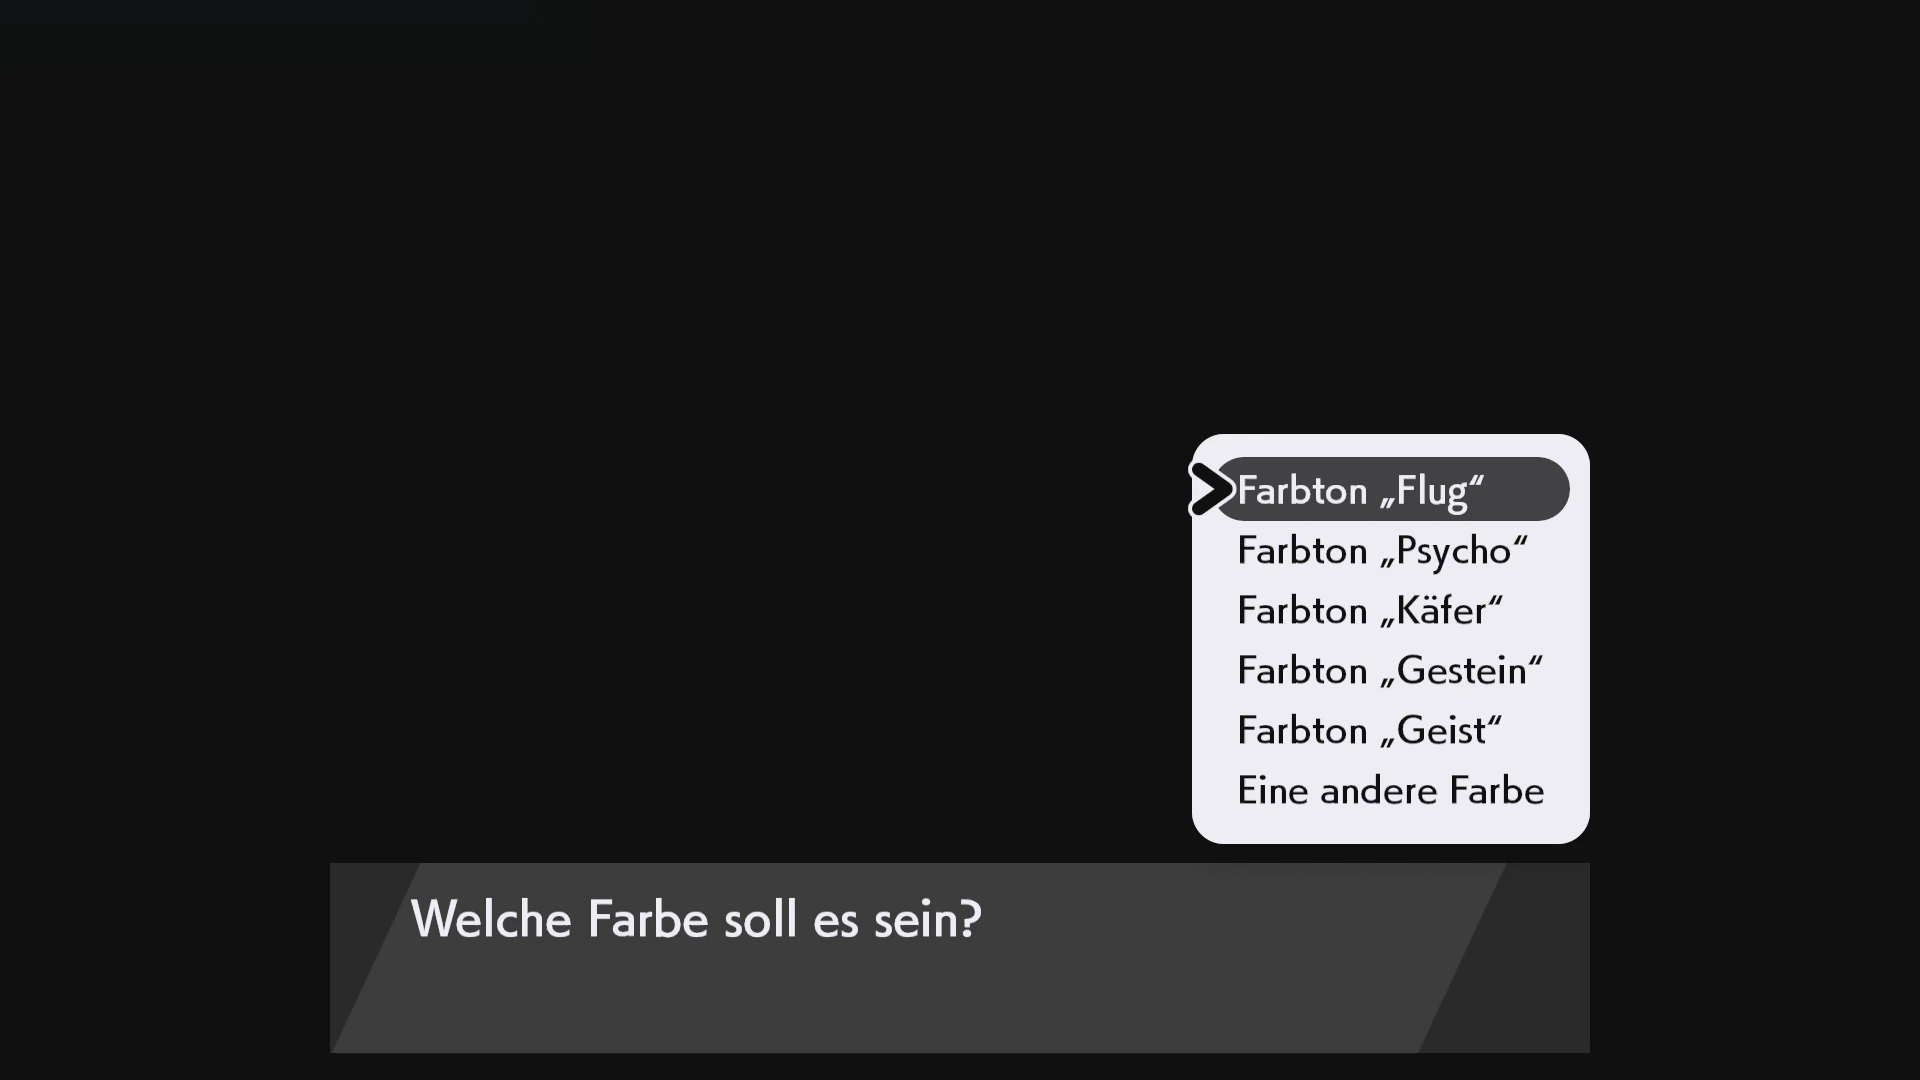 Farbton „Flug“
Farbton „Psycho“
Farbton „Käfer“
Farbton „Gestein“
Farbton „Geist“
Eine andere Farbe
Welche Farbe soll es sein?